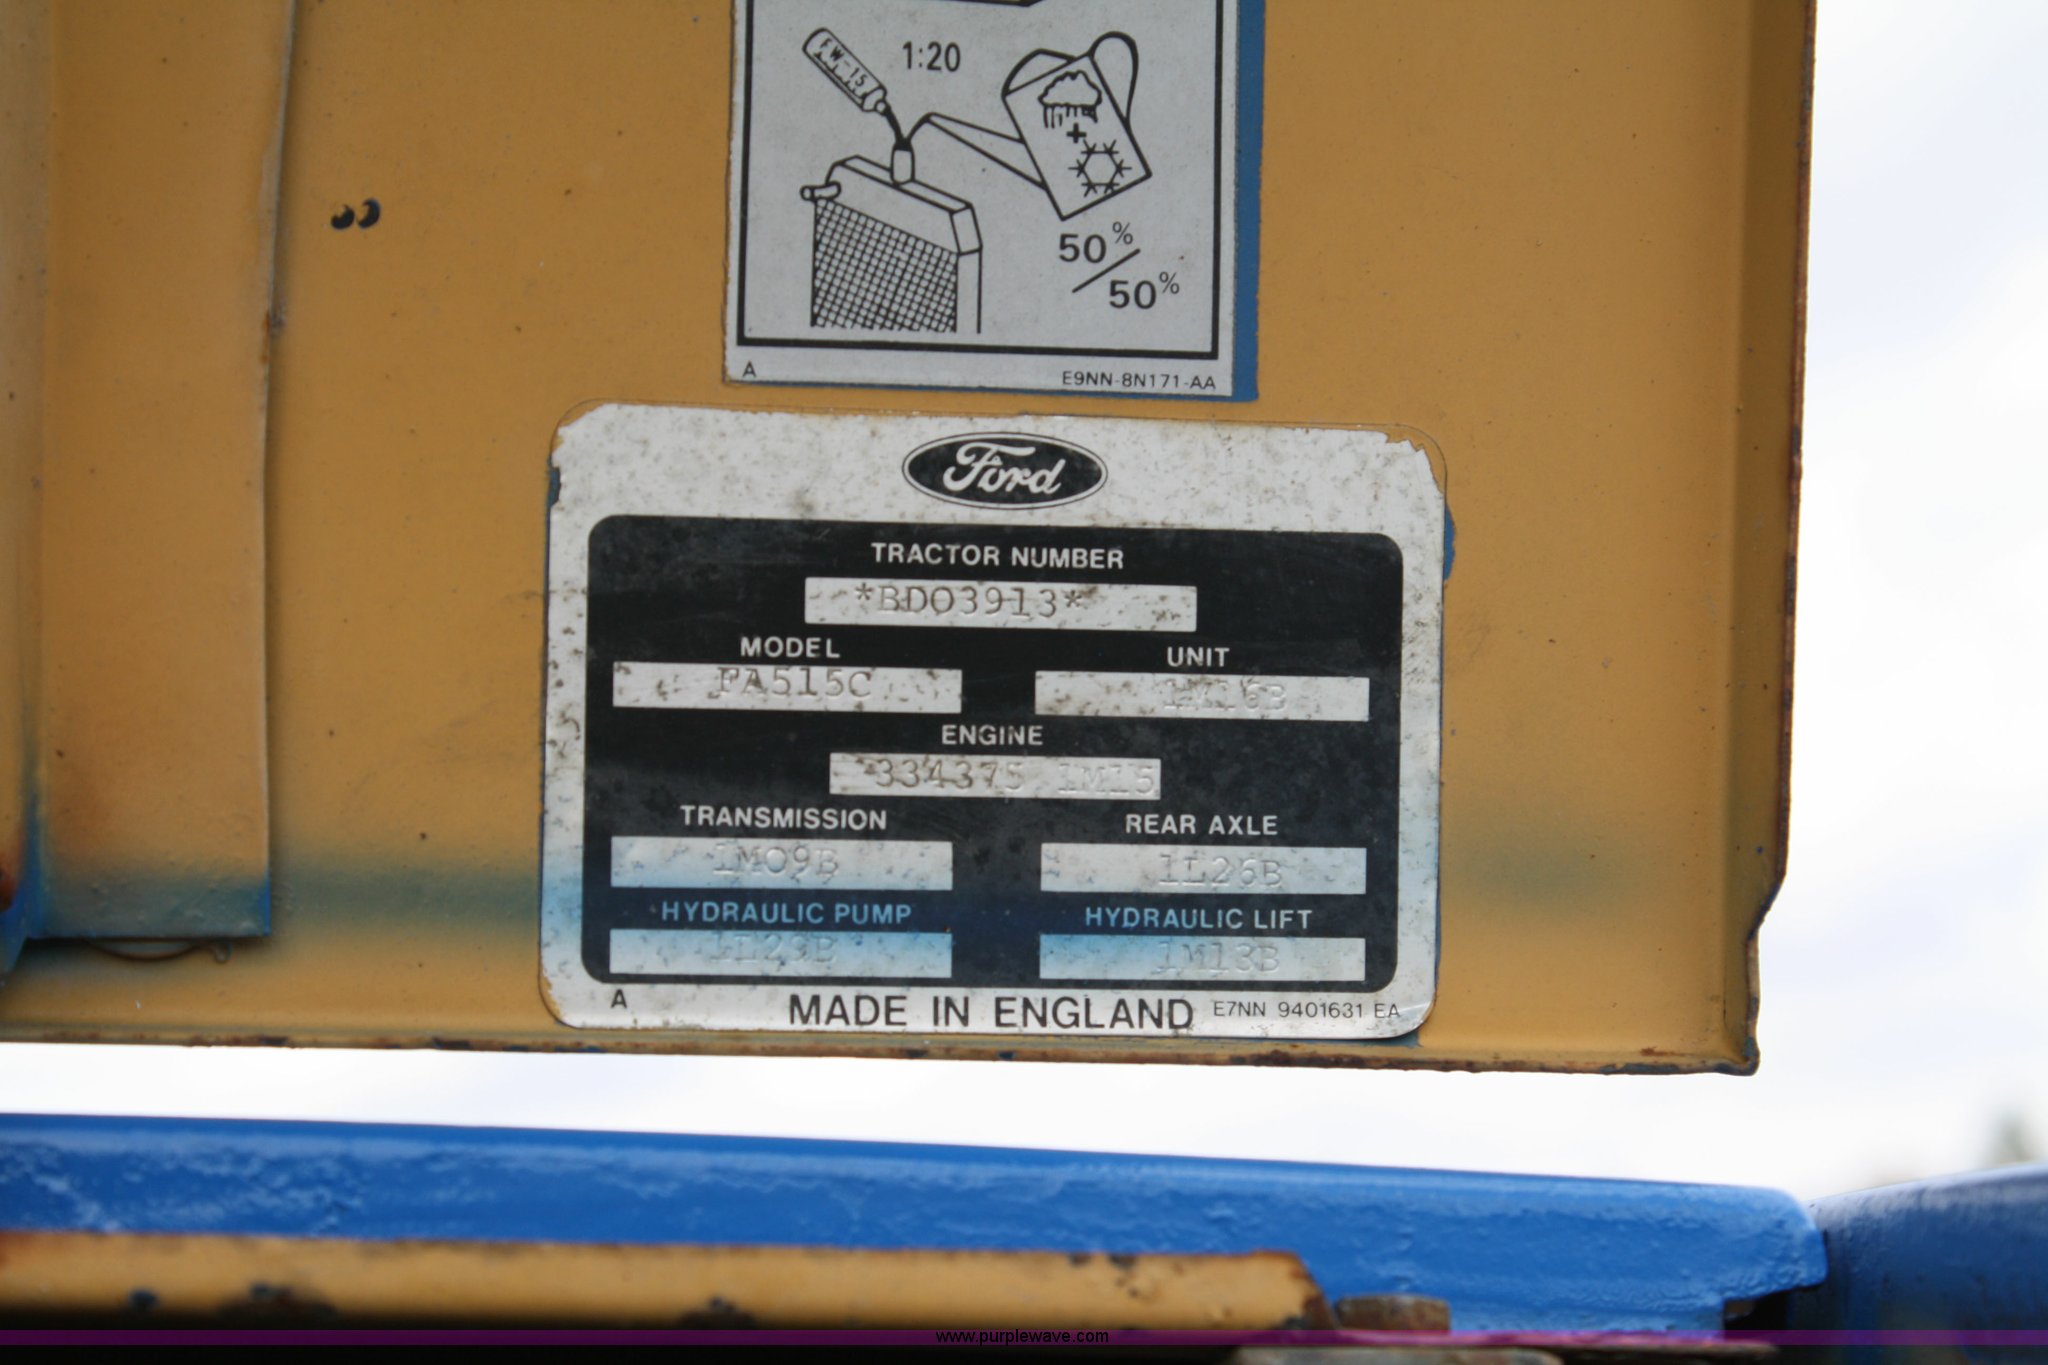 FW-15
1:20
50%/50%
A E9NN-8N171-AA
Ford
TRACTOR NUMBER
*BD03913*
MODEL UNIT
FA515C 1M16B
ENGINE
334375 1M15
TRANSMISSION REAR AXLE
1M09B 1L26B
HYDRAULIC PUMP HYDRAULIC LIFT
1L29B 1M13B
A MADE IN ENGLAND E7NN 9401631 EA
www.purplewave.com